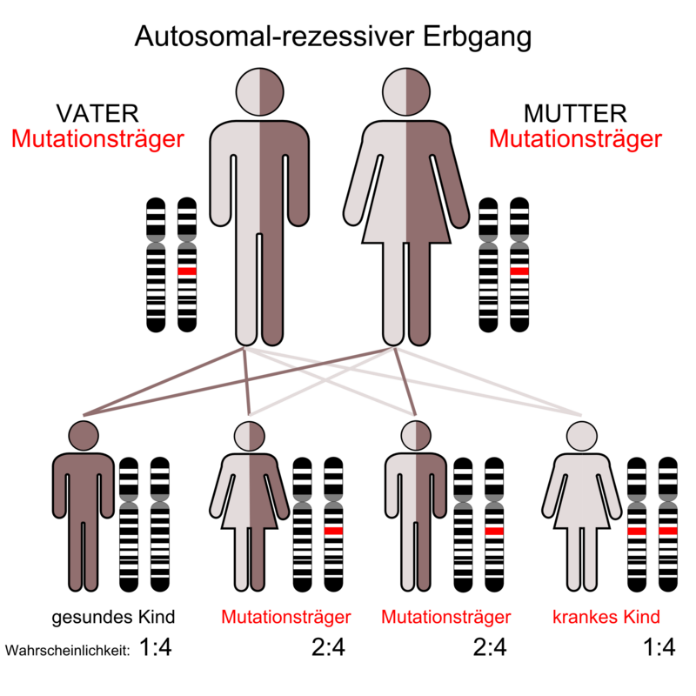 Autosomal-rezessiver Erbgang
VATER
Mutationsträger
MUTTER
Mutationsträger
gesundes Kind
Mutationsträger
Mutationsträger
krankes Kind
Wahrscheinlichkeit: 1:4
2:4
2:4
1:4